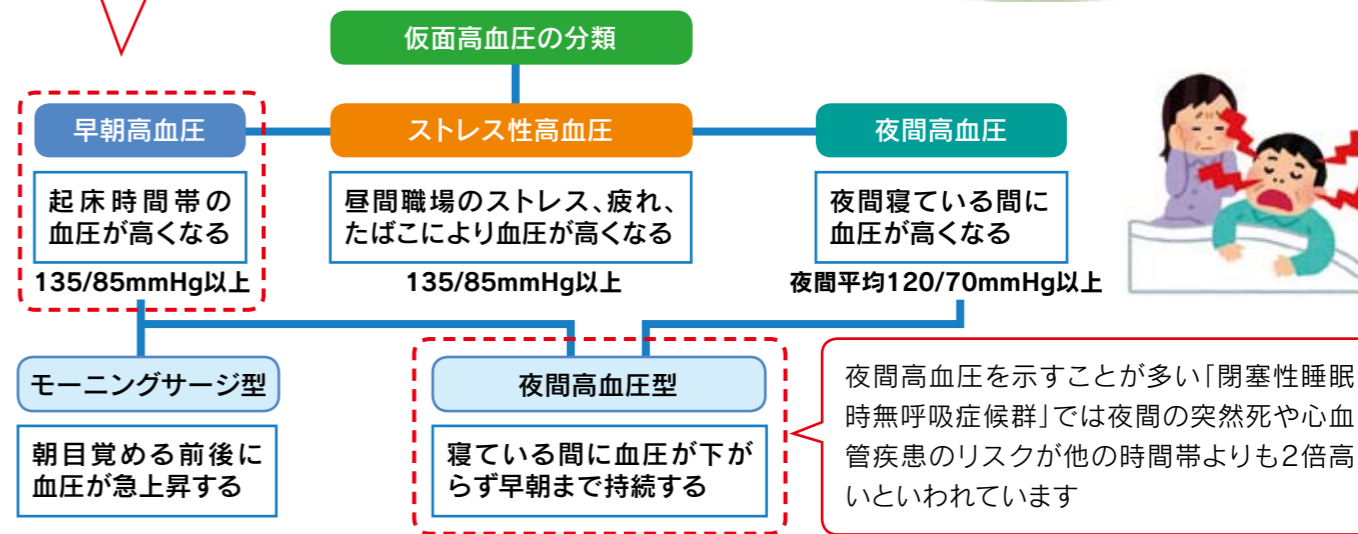 仮面高血圧の分類
早朝高血圧
ストレス性高血圧
夜間高血圧
起床時間帯の
血圧が高くなる
135/85mmHg以上
昼間職場のストレス、疲れ、
たばこにより血圧が高くなる
135/85mmHg以上
夜間寝ている間に
血圧が高くなる
夜間平均120/70mmHg以上
モーニングサージ型
朝目覚める前後に
血圧が急上昇する
夜間高血圧型
寝ている間に血圧が下が
らず早朝まで持続する
夜間高血圧を示すことが多い「閉塞性睡眠
時無呼吸症候群」では夜間の突然死や心血
管疾患のリスクが他の時間帯よりも2倍高
いといわれています